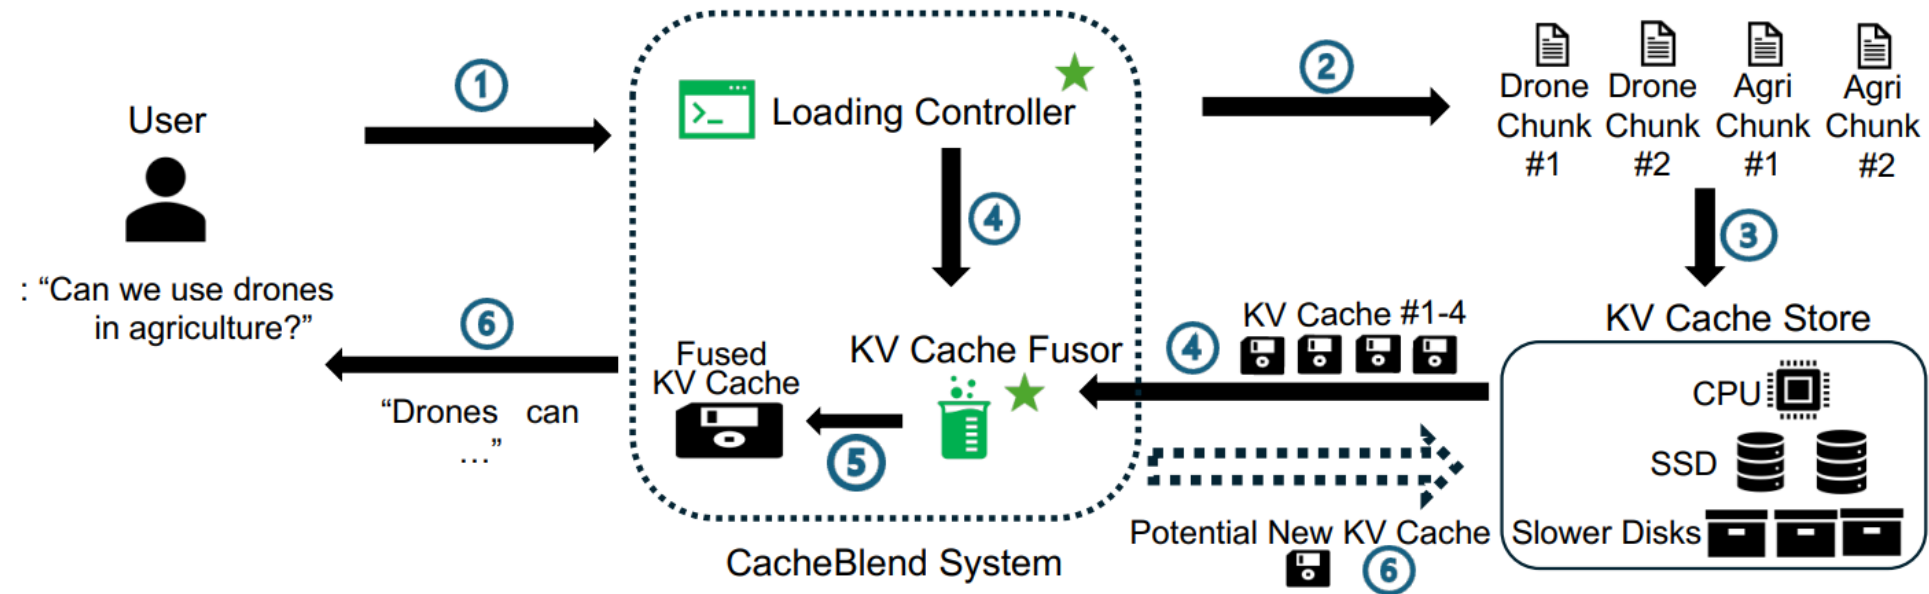 User
: “Can we use drones
in agriculture?”
1
6
“Drones can
…”
>_
Loading Controller
4
KV Cache Fusor
Fused
KV Cache
5
CacheBlend System
2
Drone
Chunk
#1
Drone
Chunk
#2
Agri
Chunk
#1
Agri
Chunk
#2
3
KV Cache #1-4
4
Potential New KV Cache
6
KV Cache Store
CPU
SSD
Slower Disks